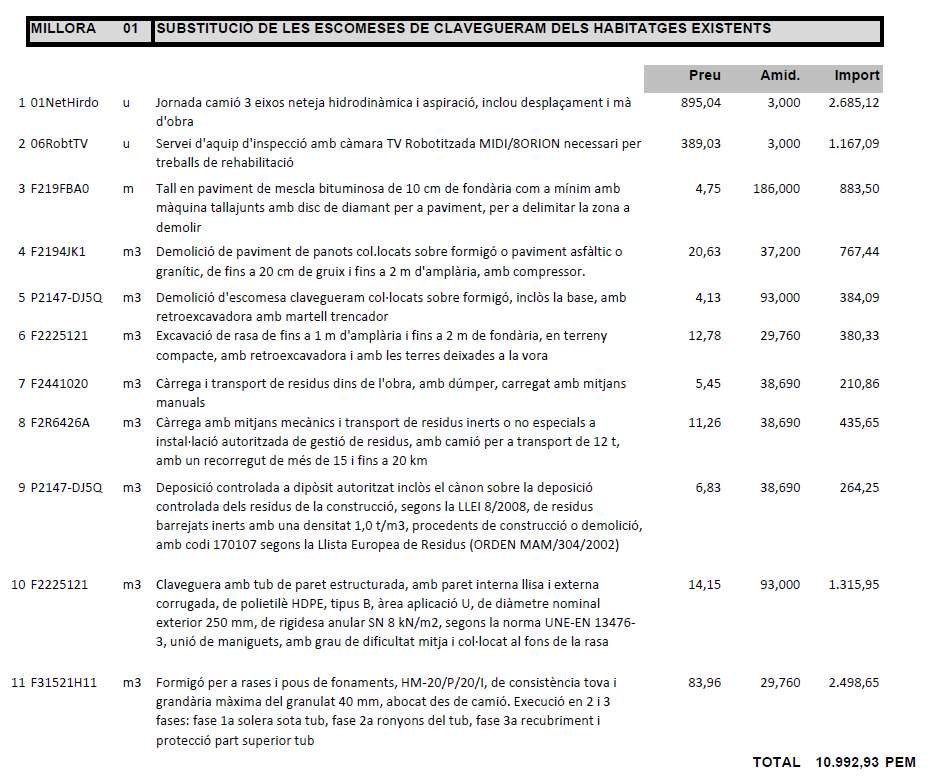 MILLORA 01 SUBSTITUCIÓ DE LES ESCOMESES DE CLAVEGUERAM DELS HABITATGES EXISTENTS
Preu Amid. Import
1 01NetHirdo u Jornada camió 3 eixos neteja hidrodinàmica i aspiració, inclou desplaçament i mà 895,04 3,000 2.685,12
d'obra
2 06RobtTV u Servei d'aquip d'inspecció amb càmara TV Robotitzada MIDI/8ORION necessari per 389,03 3,000 1.167,09
treballs de rehabilitació
3 F219FBA0 m Tall en paviment de mescla bituminosa de 10 cm de fondària com a mínim amb 4,75 186,000 883,50
màquina tallajunts amb disc de diamant per a paviment, per a delimitar la zona a
demolir
4 F2194JK1 m3 Demolició de paviment de panots col.locats sobre formigó o paviment asfàltic o 20,63 37,200 767,44
granític, de fins a 20 cm de gruix i fins a 2 m d'amplària, amb compressor.
5 P2147-DJ5Q m3 Demolició d'escomesa clavegueram col·locats sobre formigó, inclòs la base, amb 4,13 93,000 384,09
retroexcavadora amb martell trencador
6 F2225121 m3 Excavació de rasa de fins a 1 m d'amplària i fins a 2 m de fondària, en terreny 12,78 29,760 380,33
compacte, amb retroexcavadora i amb les terres deixades a la vora
7 F2441020 m3 Càrrega i transport de residus dins de l'obra, amb dúmper, carregat amb mitjans 5,45 38,690 210,86
manuals
8 F2R6426A m3 Càrrega amb mitjans mecànics i transport de residus inerts o no especials a 11,26 38,690 435,65
instal·lació autoritzada de gestió de residus, amb camió per a transport de 12 t,
amb un recorregut de més de 15 i fins a 20 km
9 P2147-DJ5Q m3 Deposició controlada a dipòsit autoritzat inclòs el cànon sobre la deposició 6,83 38,690 264,25
controlada dels residus de la construcció, segons la LLEI 8/2008, de residus
barrejats inerts amb una densitat 1,0 t/m3, procedents de construcció o demolició,
amb codi 170107 segons la Llista Europea de Residus (ORDEN MAM/304/2002)
10 F2225121 m3 Claveguera amb tub de paret estructurada, amb paret interna llisa i externa 14,15 93,000 1.315,95
corrugada, de polietilè HDPE, tipus B, àrea aplicació U, de diàmetre nominal
exterior 250 mm, de rigidesa anular SN 8 kN/m2, segons la norma UNE-EN 13476-
3, unió de maniguets, amb grau de dificultat mitja i col·locat al fons de la rasa
11 F31521H11 m3 Formigó per a rases i pous de fonaments, HM-20/P/20/I, de consistència tova i 83,96 29,760 2.498,65
grandària màxima del granulat 40 mm, abocat des de camió. Execució en 2 i 3
fases: fase 1a solera sota tub, fase 2a ronyons del tub, fase 3a recubriment i
protecció part superior tub
TOTAL 10.992,93 PEM